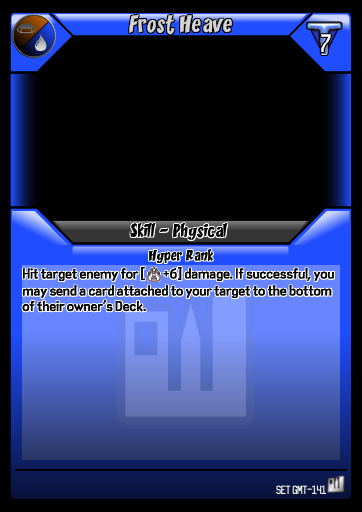 Frost Heave
7
Skill - Physical
Hyper Rank
Hit target enemy for [ +6] damage. If successful, you
may send a card attached to your target to the bottom
of their owner's Deck.
SET GMT-141